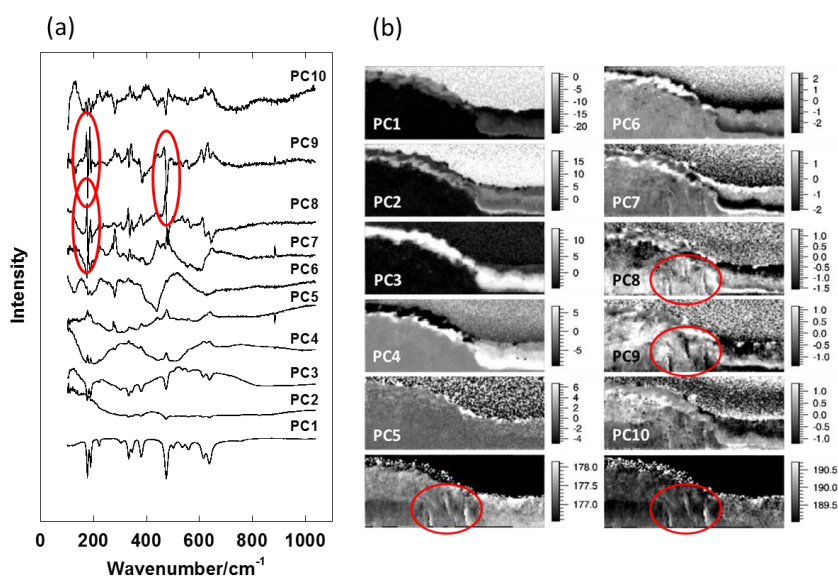 (a)
PC10
PC9
PC8
PC7
PC6
PC5
PC4
PC3
PC2
PC1
Intensity
0 200 400 600 800 1000
Wavenumber/cm-1
(b)
PC1
0
-5
-10
-15
-20
PC6
2
1
0
-1
-2
PC2
15
10
5
0
PC7
1
0
-1
-2
PC3
10
5
0
PC8
1.0
0.5
0.0
-0.5
-1.0
-1.5
PC4
5
0
-5
PC9
1.0
0.5
0.0
-0.5
-1.0
PC5
6
4
2
0
-2
-4
PC10
1.0
0.5
0.0
-0.5
-1.0
178.0
177.5
177.0
190.5
190.0
189.5